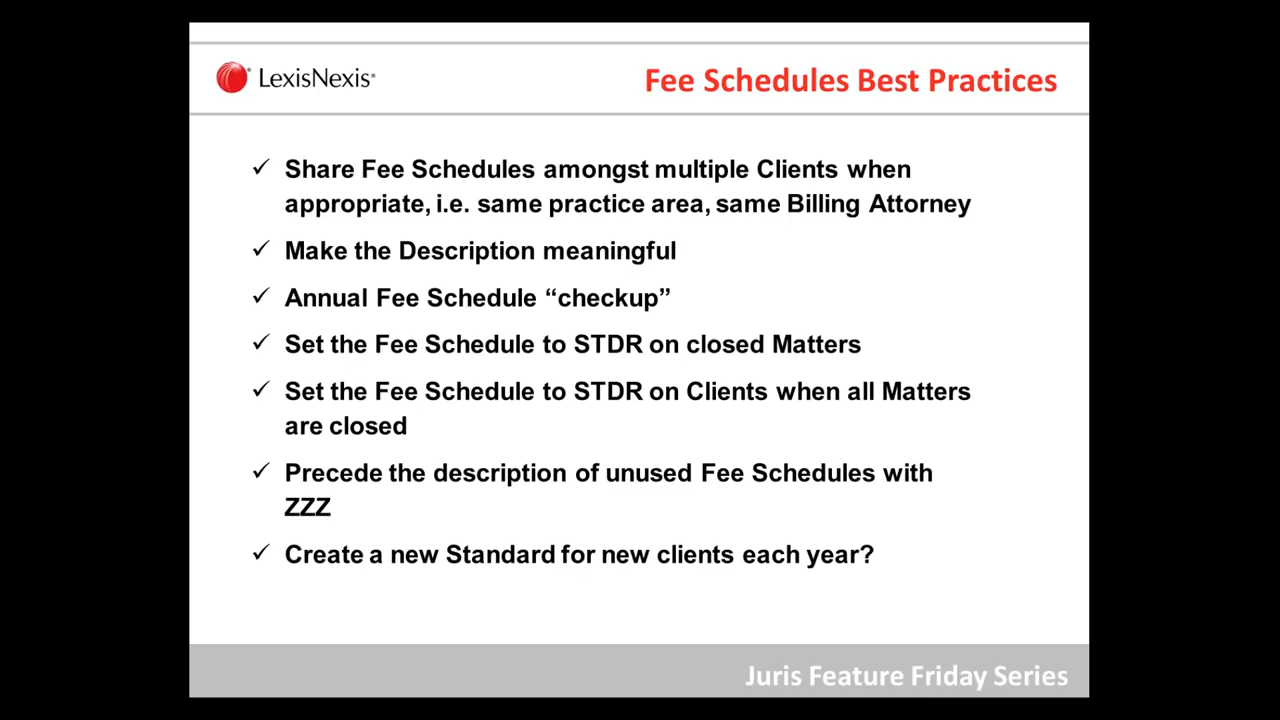 LexisNexis®
Fee Schedules Best Practices
✓ Share Fee Schedules amongst multiple Clients when
appropriate, i.e. same practice area, same Billing Attorney
✓ Make the Description meaningful
✓ Annual Fee Schedule “checkup”
✓ Set the Fee Schedule to STDR on closed Matters
✓ Set the Fee Schedule to STDR on Clients when all Matters
are closed
✓ Precede the description of unused Fee Schedules with
ZZZ
✓ Create a new Standard for new clients each year?
Juris Feature Friday Series